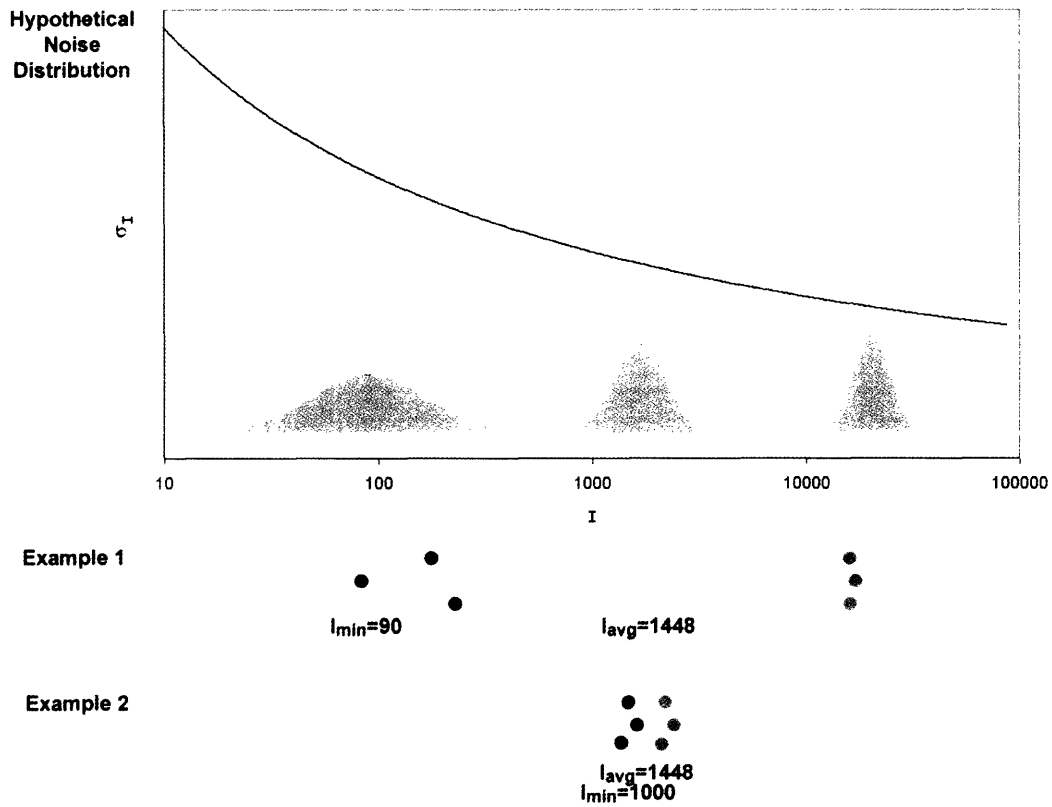 Hypothetical
Noise
Distribution
σI
10 100 1000 10000 100000
I
Example 1
Imin=90 Iavg=1448
Example 2
Iavg=1448
Imin=1000